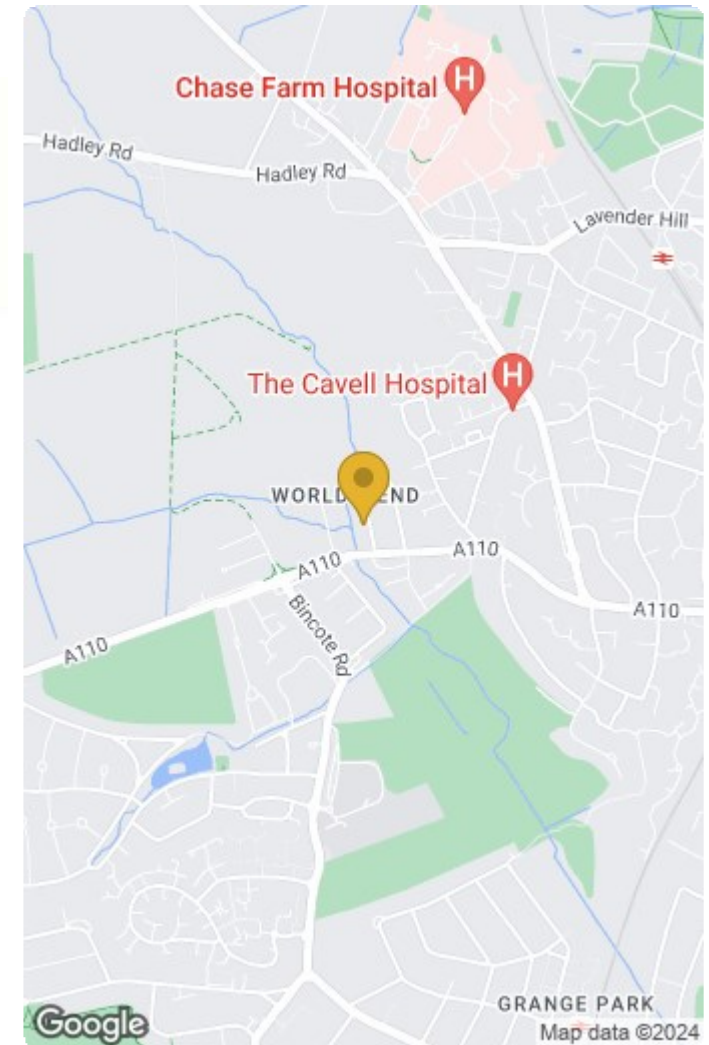 Chase Farm Hospital
H
Hadley Rd
Hadley Rd
Lavender Hill
The Cavell Hospital
H
WORLD END
A110
A110
A110
Bincote Rd
A110
GRANGE PARK
Google
Map data ©2024